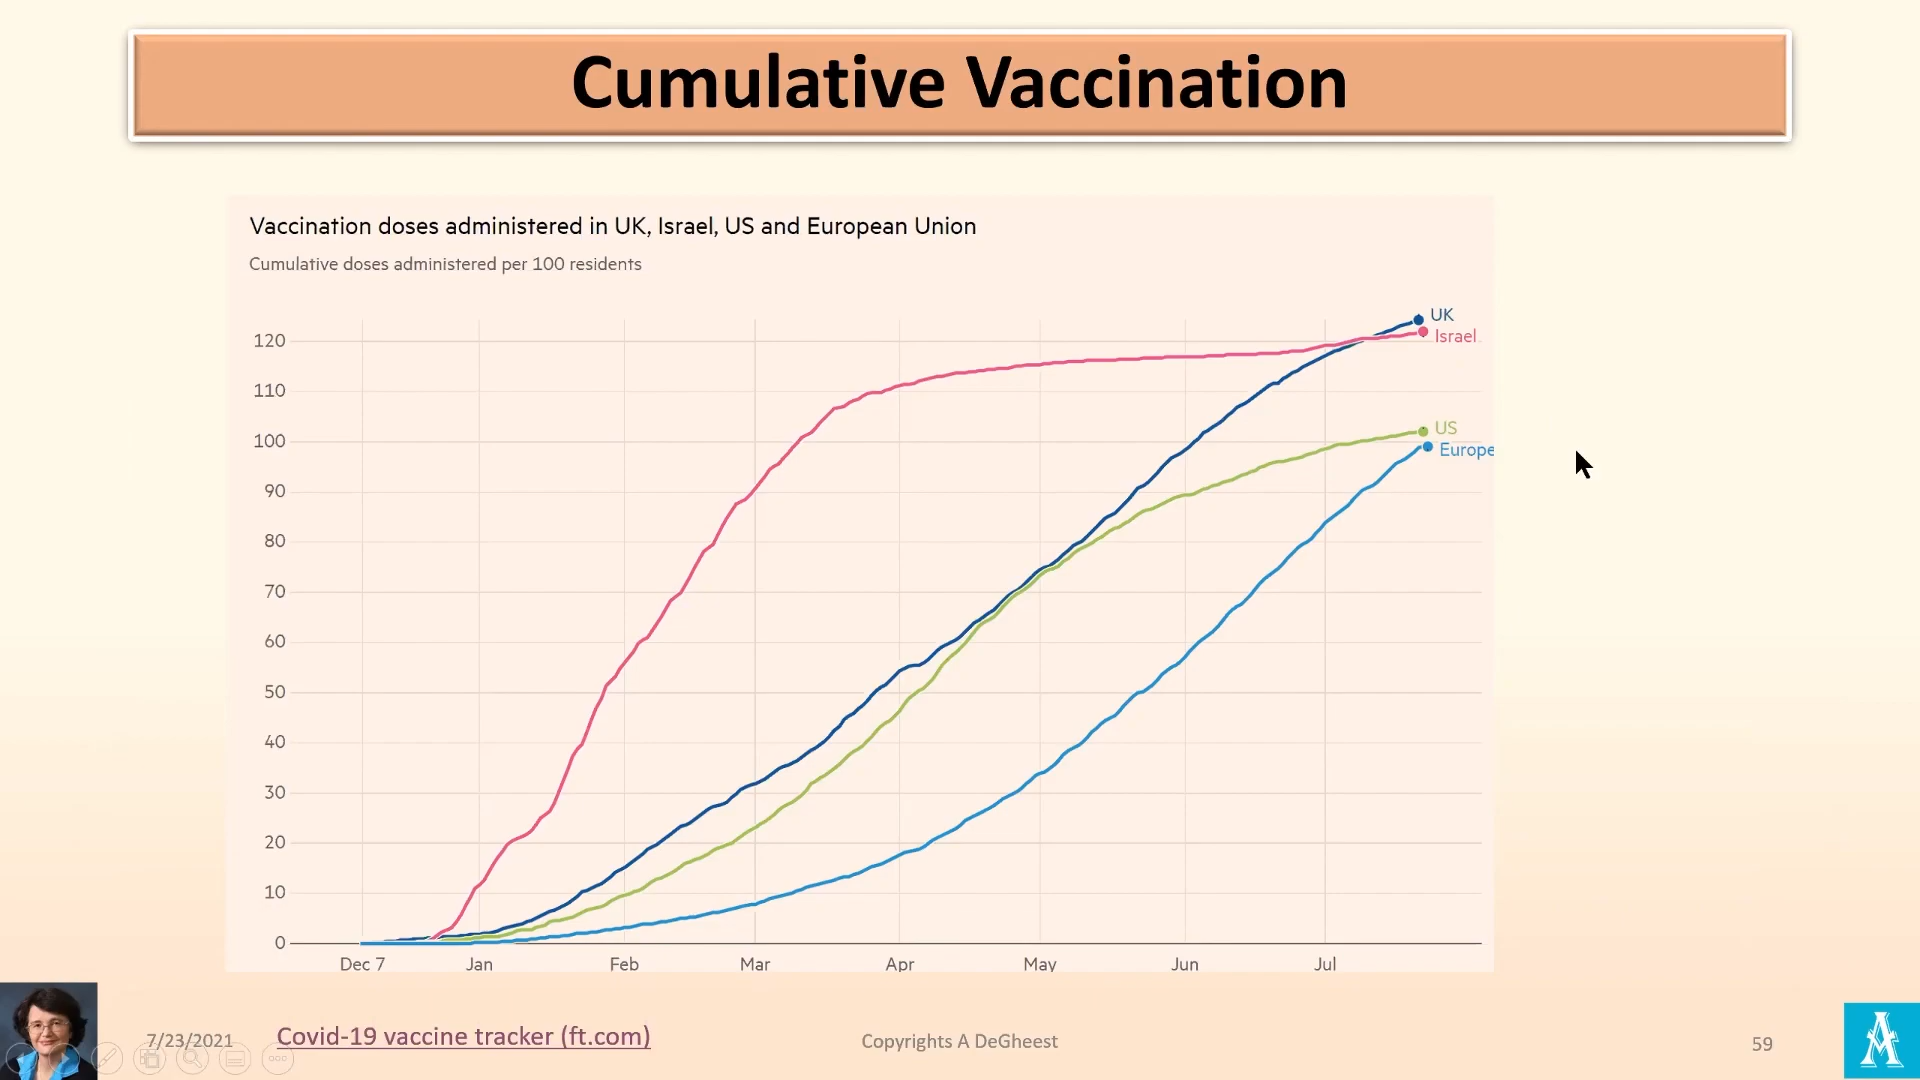 Cumulative Vaccination
Vaccination doses administered in UK, Israel, US and European Union
Cumulative doses administered per 100 residents
UK
Israel
US
Europe
120
110
100
90
80
70
60
50
40
30
20
10
0
Dec 7 Jan Feb Mar Apr May Jun Jul
7/23/2021 Covid-19 vaccine tracker (ft.com) Copyrights A DeGheest 59